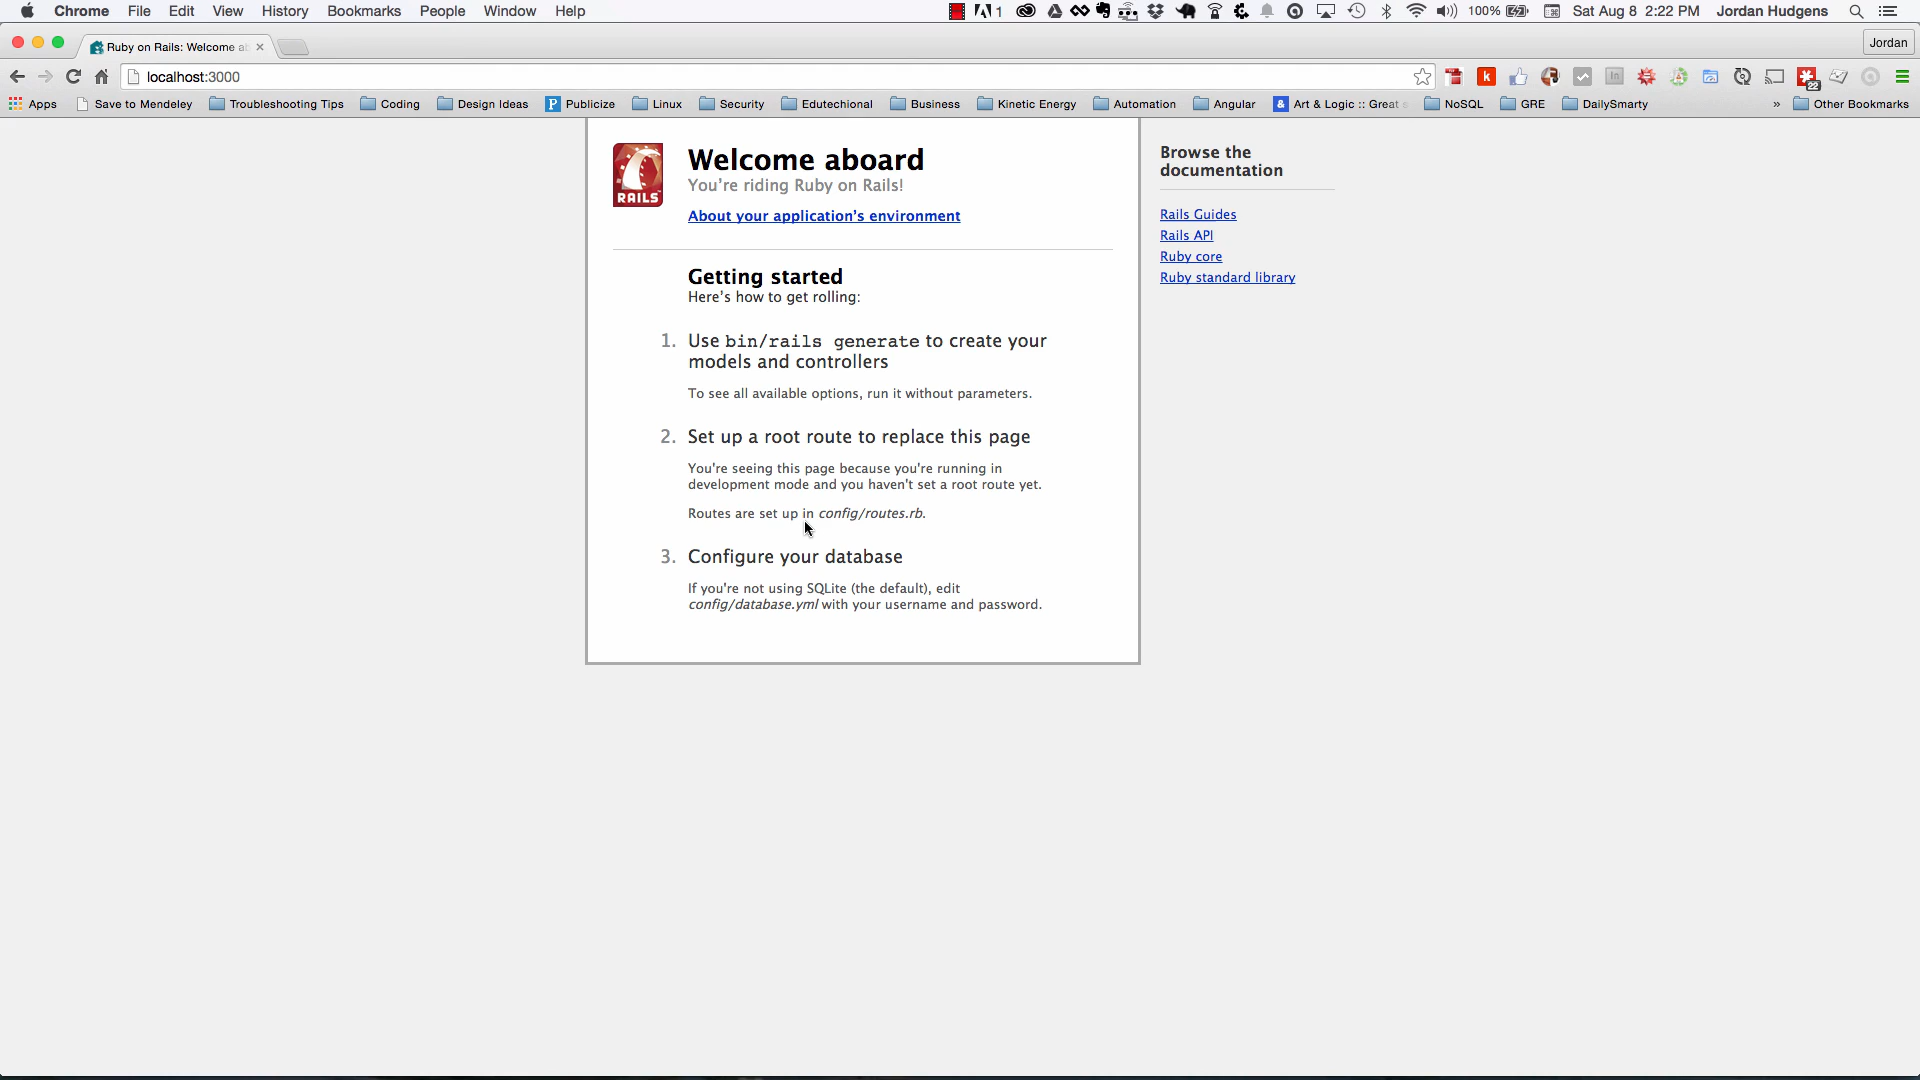 Chrome File Edit View History Bookmarks People Window Help 1 100% Sat Aug 8 2:22 PM Jordan Hudgens
Ruby on Rails: Welcome a Jordan
localhost:3000 22
Apps Save to Mendeley Troubleshooting Tips Coding Design Ideas Publicize Linux Security Edutechional Business Kinetic Energy Automation Angular Art & Logic :: Great NoSQL GRE DailySmarty » Other Bookmarks
RAILS
Welcome aboard
You're riding Ruby on Rails!
About your application's environment
Getting started
Here's how to get rolling:
1. Use bin/rails generate to create your
models and controllers
To see all available options, run it without parameters.
2. Set up a root route to replace this page
You're seeing this page because you're running in
development mode and you haven't set a root route yet.
Routes are set up in config/routes.rb.
3. Configure your database
If you're not using SQLite (the default), edit
config/database.yml with your username and password.
Browse the
documentation
Rails Guides
Rails API
Ruby core
Ruby standard library